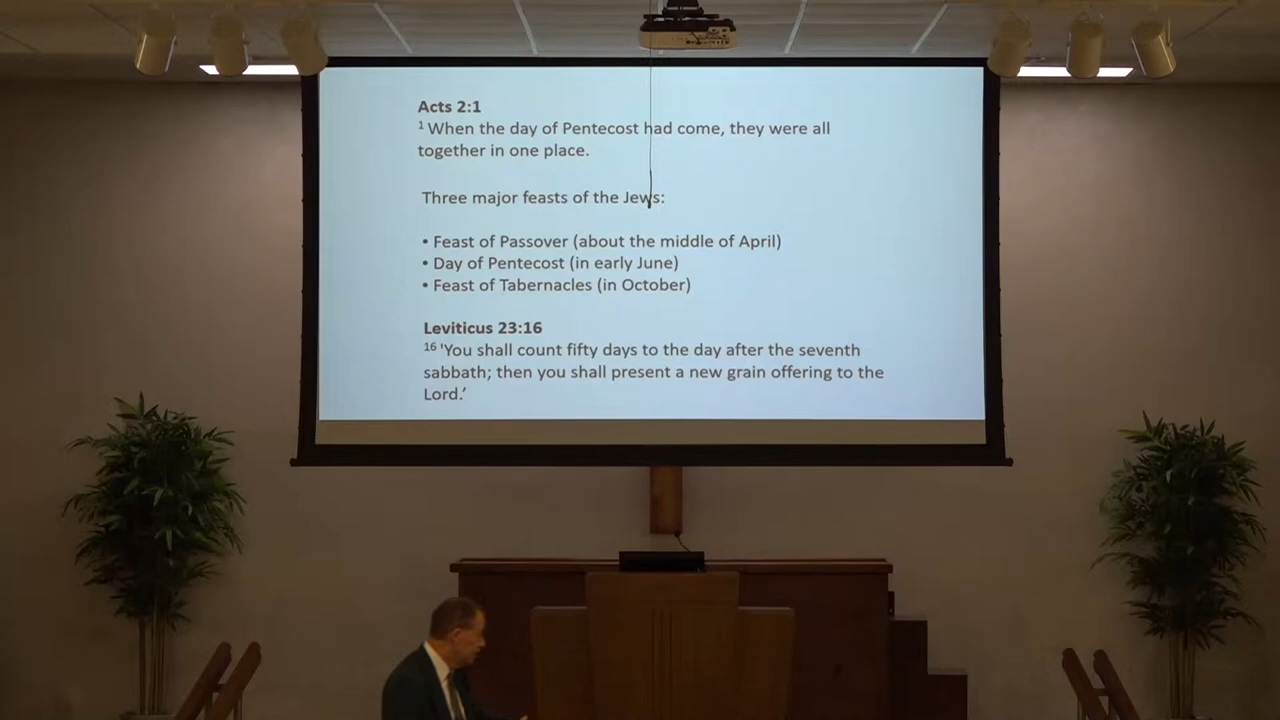 Acts 2:1
1 When the day of Pentecost had come, they were all
together in one place.
Three major feasts of the Jews:
• Feast of Passover (about the middle of April)
• Day of Pentecost (in early June)
• Feast of Tabernacles (in October)
Leviticus 23:16
16 'You shall count fifty days to the day after the seventh
sabbath; then you shall present a new grain offering to the
Lord.'